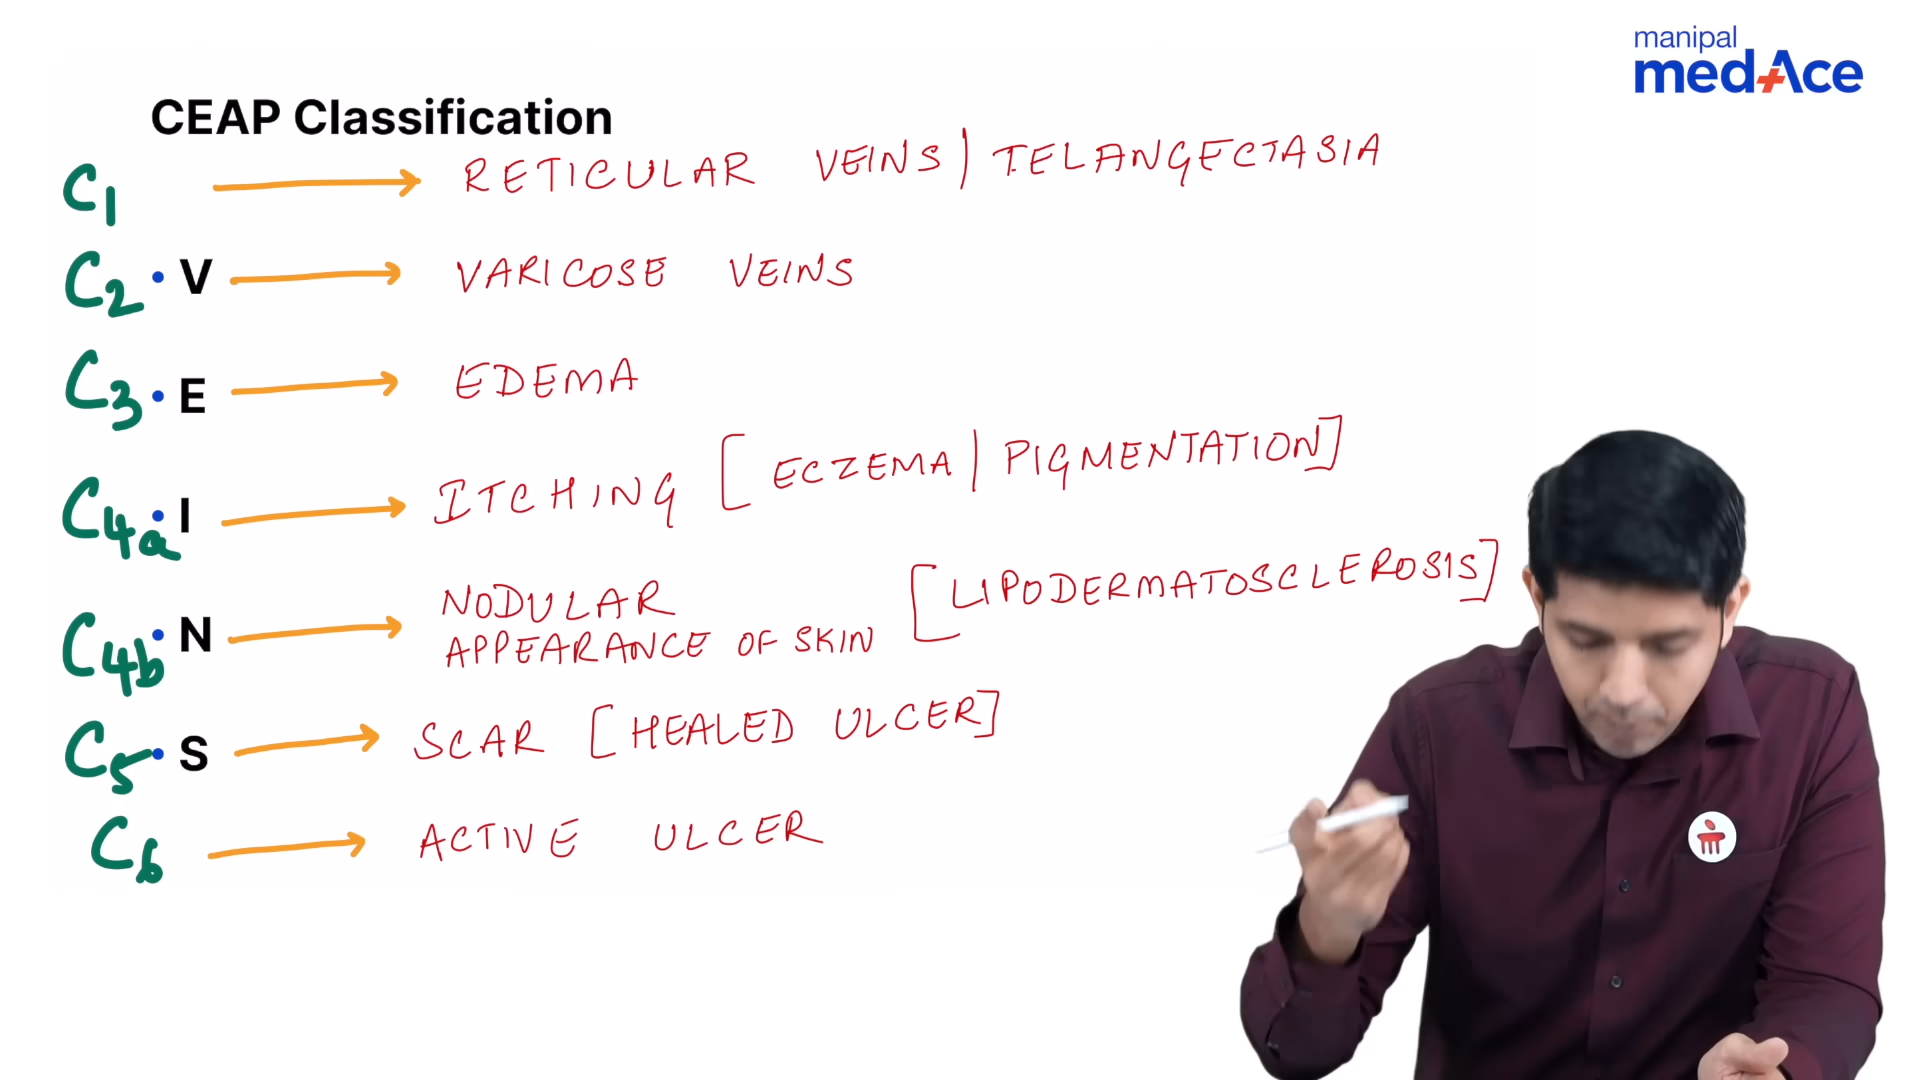 manipal
medAce
CEAP Classification
C1 → RETICULAR VEINS | TELANGECTASIA
C2 • V → VARICOSE VEINS
C3 • E → EDEMA
C4a • I → ITCHING [ECZEMA | PIGMENTATION]
C4b • N → NODULAR APPEARANCE OF SKIN [LIPODERMATOSCLEROSIS]
C5 • S → SCAR [HEALED ULCER]
C6 → ACTIVE ULCER